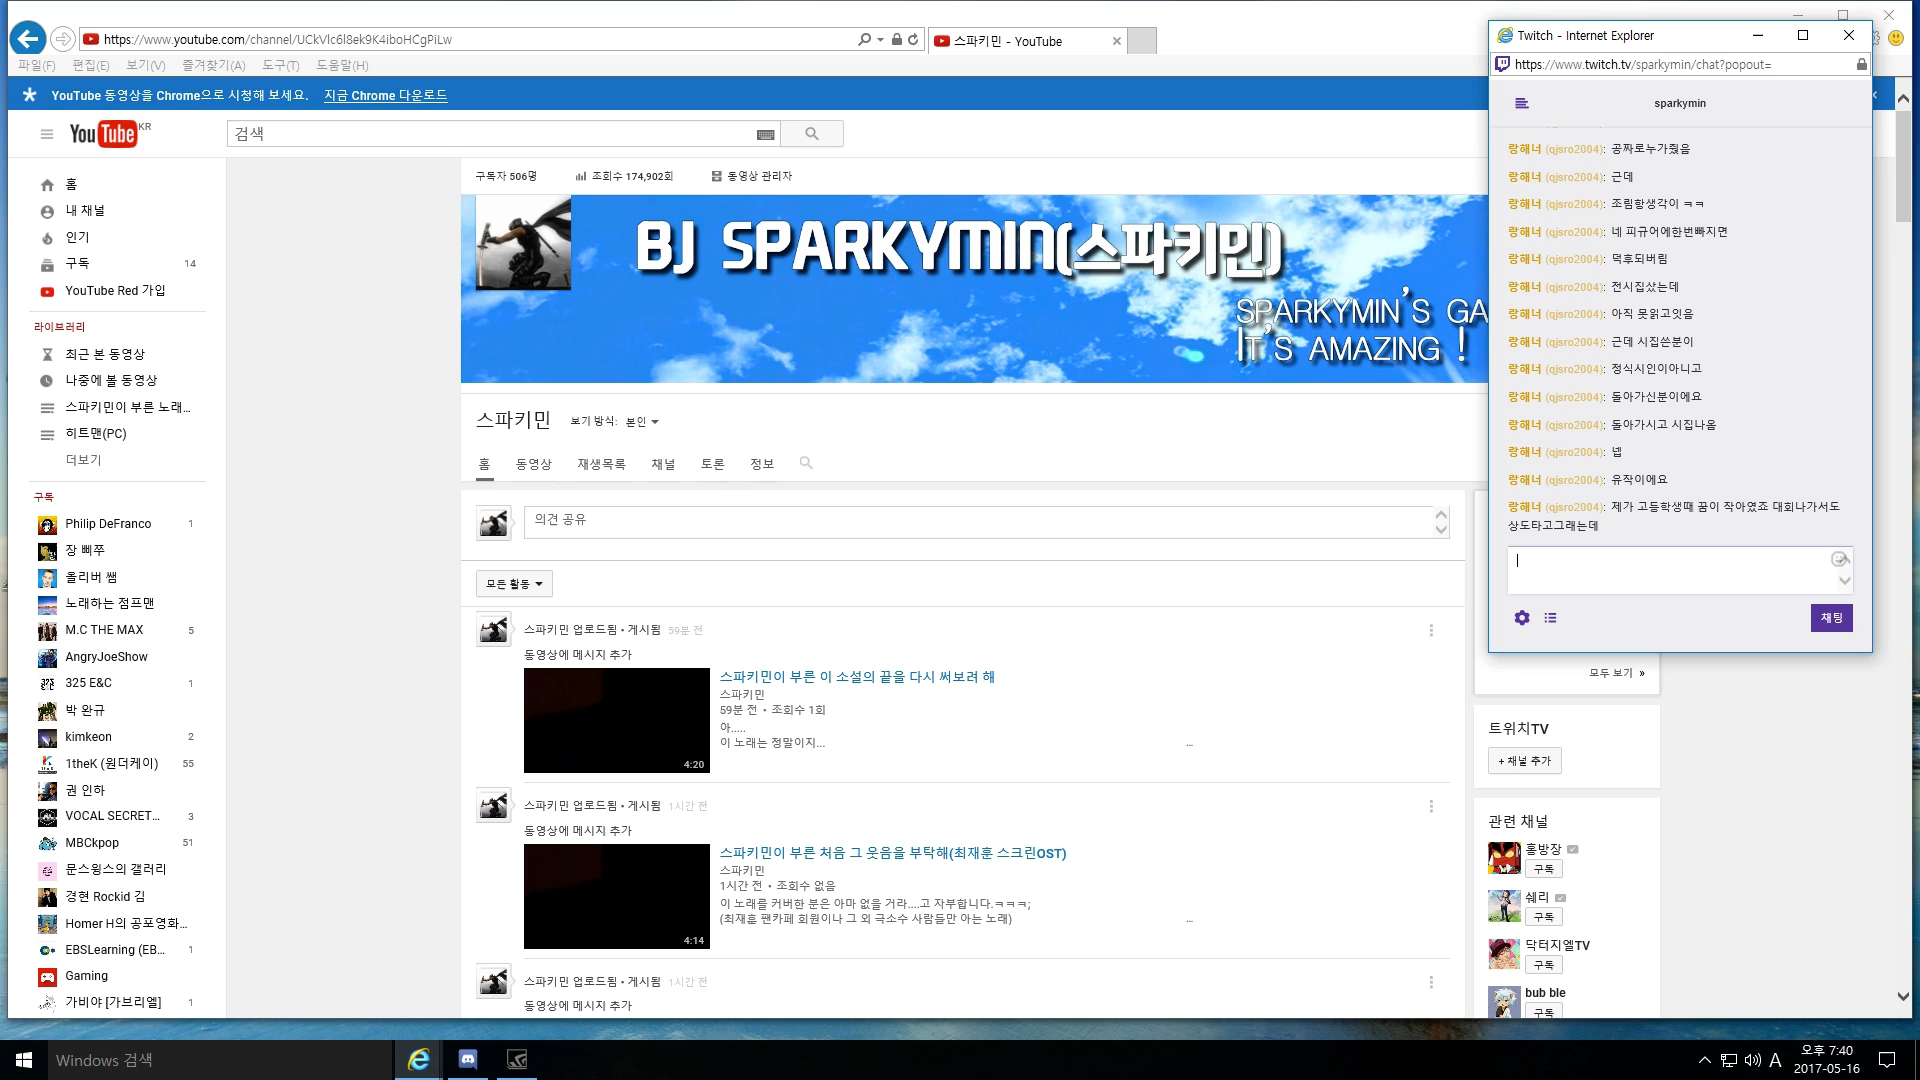 https://www.youtube.com/channel/UCkVlc6l8ek9K4iboHCgPiLw
스파키민 - YouTube
파일(F) 편집(E) 보기(V) 즐겨찾기(A) 도구(T) 도움말(H)
YouTube 동영상을 Chrome으로 시청해 보세요. 지금 Chrome 다운로드
YouTube KR
검색
홈
내 채널
인기
구독 14
YouTube Red 가입
라이브러리
최근 본 동영상
나중에 볼 동영상
스파키민이 부른 노래...
히트맨(PC)
더보기
구독
Philip DeFranco 1
장 삐쭈
올리버 쌤
노래하는 점프맨
M.C THE MAX 5
AngryJoeShow
325 E&C 1
박 완규
kimkeon 2
1theK (원더케이) 55
권 인하
VOCAL SECRET... 3
MBCkpop 51
문스윙스의 갤러리
경현 Rockid 김
Homer H의 공포영화...
EBSLearning (EB... 1
Gaming
가비야 [가브리엘] 1
구독자 506명 조회수 174,902회 동영상 관리자
BJ SPARKYMIN(스파키민)
SPARKYMIN'S GA
IT'S AMAZING !
스파키민 보기 방식: 본인
홈 동영상 재생목록 채널 토론 정보
의견 공유
모든 활동
스파키민 업로드됨 • 게시됨 59분 전
동영상에 메시지 추가
4:20
스파키민이 부른 이 소설의 끝을 다시 써보려 해
스파키민
59분 전 • 조회수 1회
아.....
이 노래는 정말이지...
...
스파키민 업로드됨 • 게시됨 1시간 전
동영상에 메시지 추가
4:14
스파키민이 부른 처음 그 웃음을 부탁해(최재훈 스크린OST)
스파키민
1시간 전 • 조회수 없음
이 노래를 커버한 분은 아마 없을 거라....고 자부합니다.ㅋㅋㅋ;
(최재훈 팬카페 회원이나 그 외 극소수 사람들만 아는 노래)
...
스파키민 업로드됨 • 게시됨 1시간 전
동영상에 메시지 추가
Twitch - Internet Explorer
https://www.twitch.tv/sparkymin/chat?popout=
sparkymin
랑해너 (qjsro2004): 공짜로누가줬음
랑해너 (qjsro2004): 근데
랑해너 (qjsro2004): 조림항생각이 ㅋㅋ
랑해너 (qjsro2004): 네 피규어에한번빠지면
랑해너 (qjsro2004): 덕후되버림
랑해너 (qjsro2004): 전시집샀는데
랑해너 (qjsro2004): 아직 못읽고잇음
랑해너 (qjsro2004): 근데 시집쓴분이
랑해너 (qjsro2004): 정식시인이아니고
랑해너 (qjsro2004): 돌아가신분이에요
랑해너 (qjsro2004): 돌아가시고 시집나옴
랑해너 (qjsro2004): 넵
랑해너 (qjsro2004): 유작이에요
랑해너 (qjsro2004): 제가 고등학생때 꿈이 작아였죠 대회나가서도
상도타고그래는데
채팅
모두 보기 »
트위치TV
+ 채널 추가
관련 채널
홍방장
구독
쉐리
구독
닥터지엘TV
구독
bub ble
구독
Windows 검색
A
오후 7:40
2017-05-16